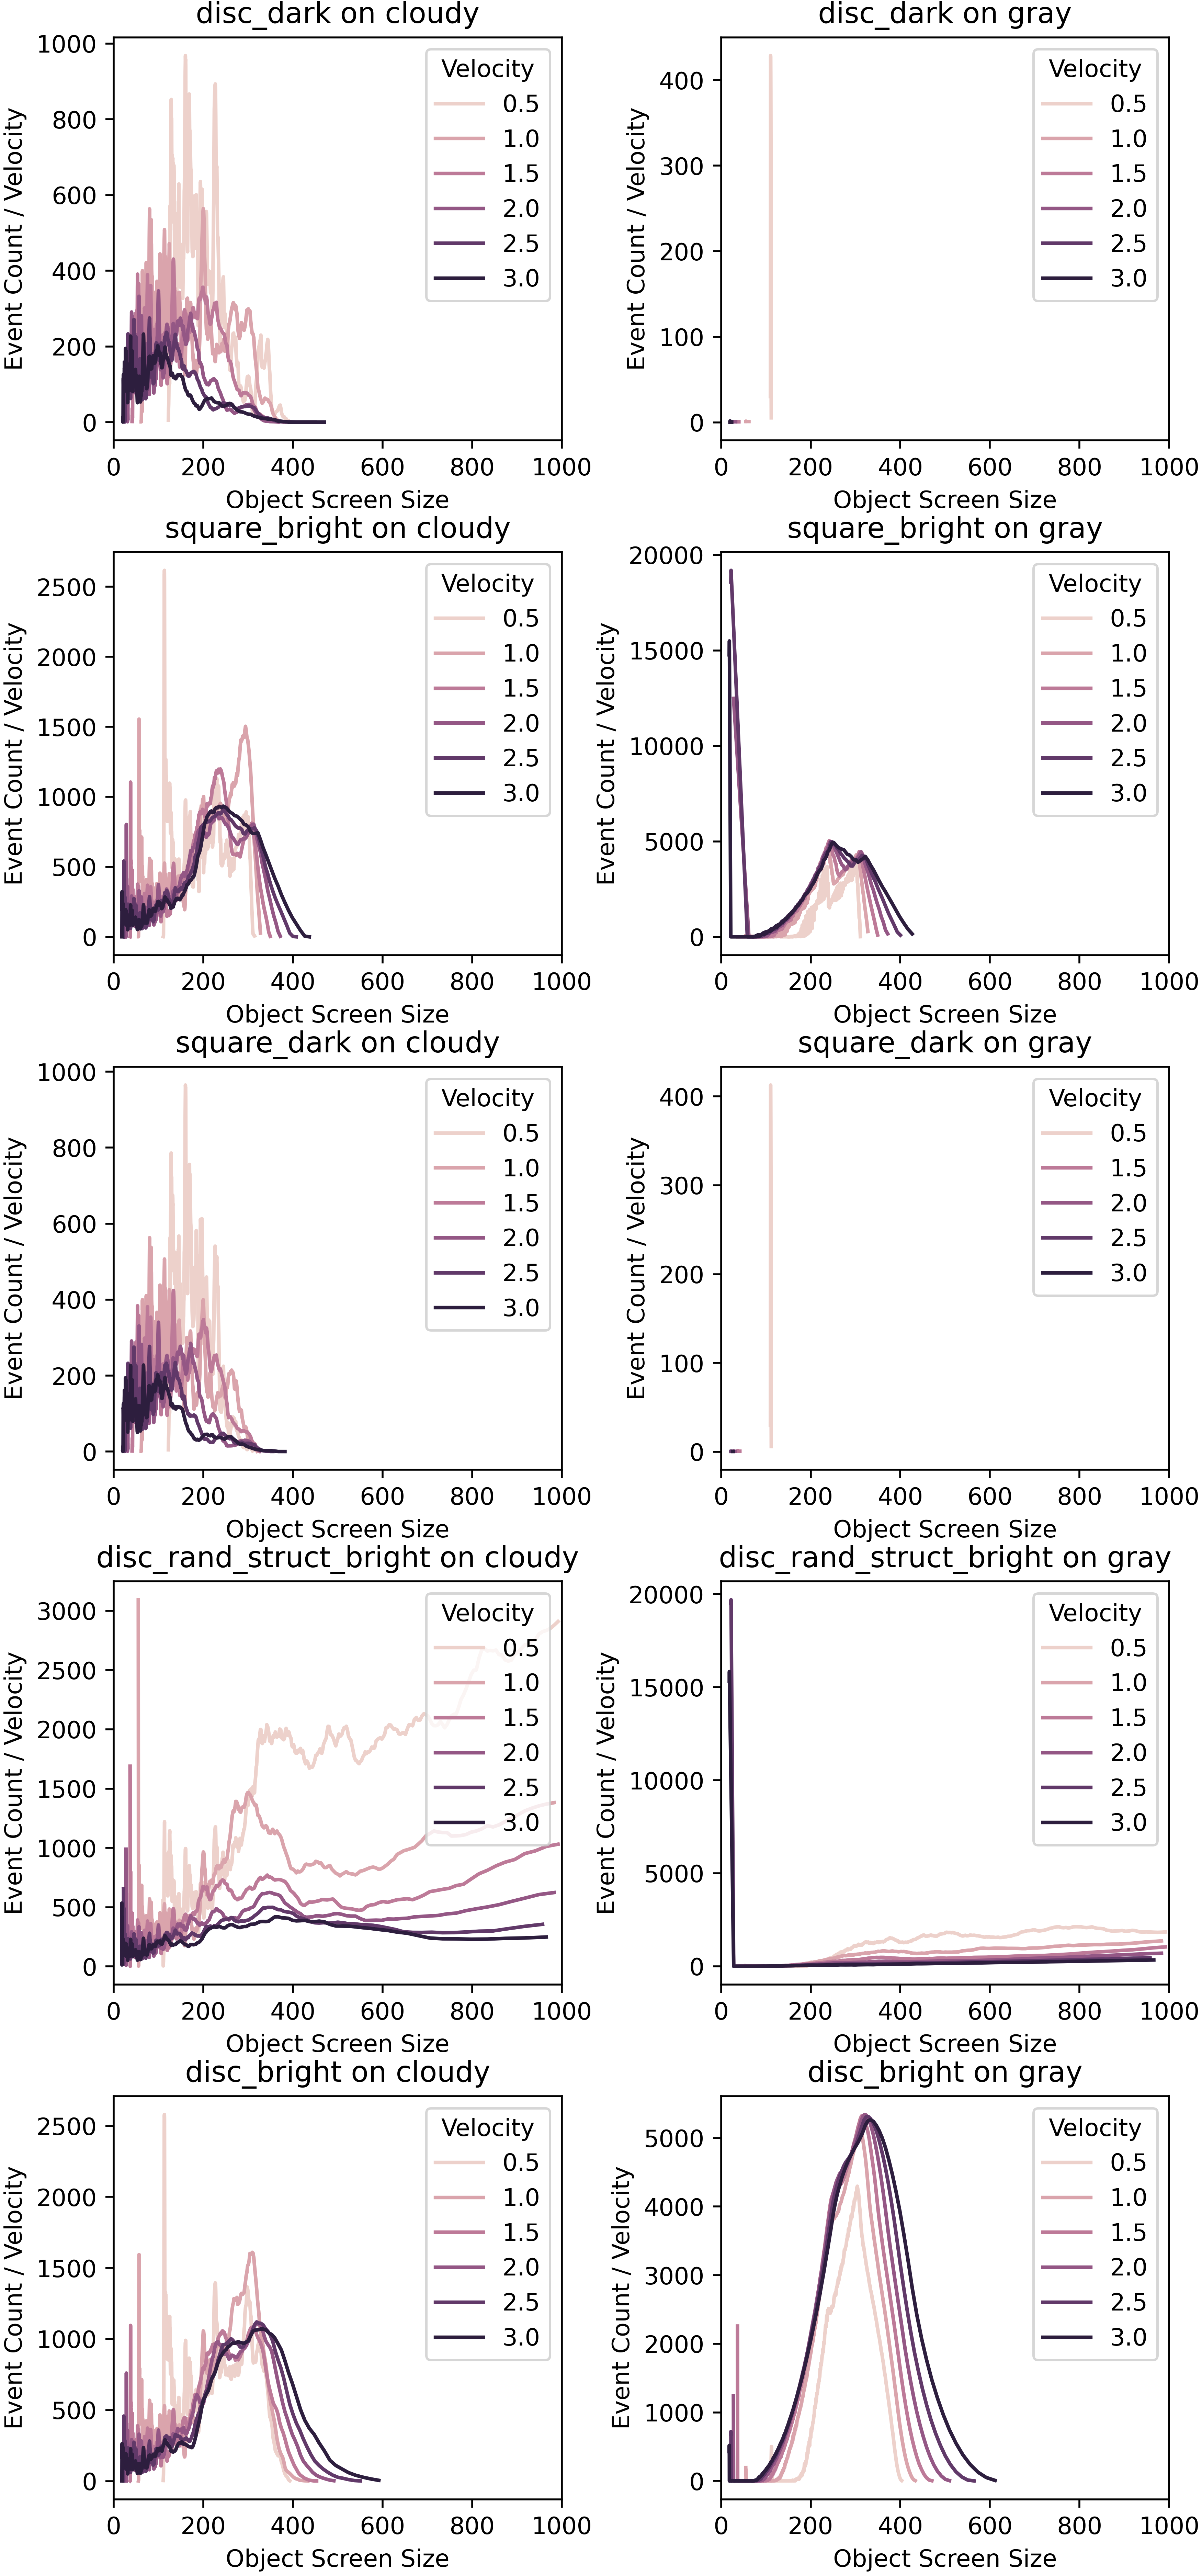 disc_dark on cloudy
Event Count / Velocity
1000
800
600
400
200
0
Velocity
0.5
1.0
1.5
2.0
2.5
3.0
0 200 400 600 800 1000
Object Screen Size
disc_dark on gray
Event Count / Velocity
400
300
200
100
0
Velocity
0.5
1.0
1.5
2.0
2.5
3.0
0 200 400 600 800 1000
Object Screen Size
square_bright on cloudy
Event Count / Velocity
2500
2000
1500
1000
500
0
Velocity
0.5
1.0
1.5
2.0
2.5
3.0
0 200 400 600 800 1000
Object Screen Size
square_bright on gray
Event Count / Velocity
20000
15000
10000
5000
0
Velocity
0.5
1.0
1.5
2.0
2.5
3.0
0 200 400 600 800 1000
Object Screen Size
square_dark on cloudy
Event Count / Velocity
1000
800
600
400
200
0
Velocity
0.5
1.0
1.5
2.0
2.5
3.0
0 200 400 600 800 1000
Object Screen Size
square_dark on gray
Event Count / Velocity
400
300
200
100
0
Velocity
0.5
1.5
2.0
2.5
3.0
0 200 400 600 800 1000
Object Screen Size
disc_rand_struct_bright on cloudy
Event Count / Velocity
3000
2500
2000
1500
1000
500
0
Velocity
0.5
1.0
1.5
2.0
2.5
3.0
0 200 400 600 800 1000
Object Screen Size
disc_rand_struct_bright on gray
Event Count / Velocity
20000
15000
10000
5000
0
Velocity
0.5
1.0
1.5
2.0
2.5
3.0
0 200 400 600 800 1000
Object Screen Size
disc_bright on cloudy
Event Count / Velocity
2500
2000
1500
1000
500
0
Velocity
0.5
1.0
1.5
2.0
2.5
3.0
0 200 400 600 800 1000
Object Screen Size
disc_bright on gray
Event Count / Velocity
5000
4000
3000
2000
1000
0
Velocity
0.5
1.0
1.5
2.0
2.5
3.0
0 200 400 600 800 1000
Object Screen Size